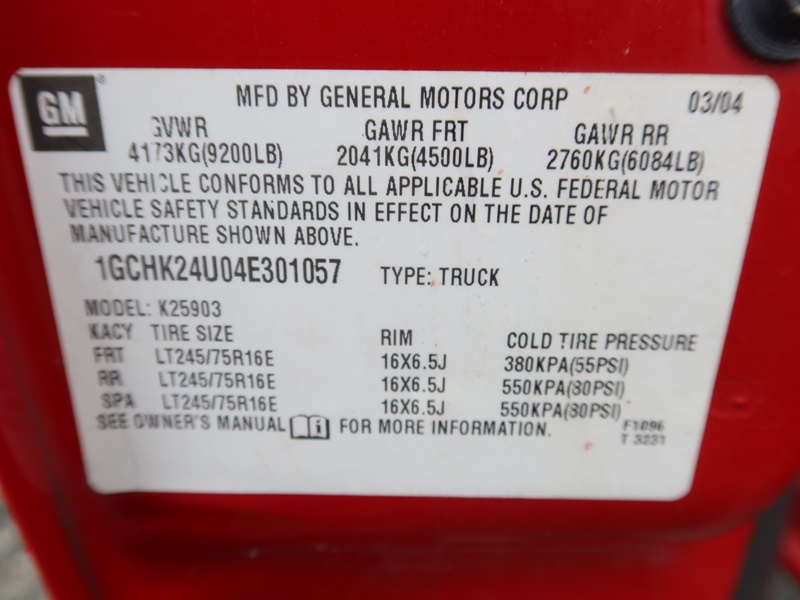 GM
MFD BY GENERAL MOTORS CORP 03/04
GVWR GAWR FRT GAWR RR
4173KG(9200LB) 2041KG(4500LB) 2760KG(6084LB)
THIS VEHICLE CONFORMS TO ALL APPLICABLE U.S. FEDERAL MOTOR
VEHICLE SAFETY STANDARDS IN EFFECT ON THE DATE OF
MANUFACTURE SHOWN ABOVE.
1GCHK24U04E301057 TYPE: TRUCK
MODEL: K25903
KACY TIRE SIZE RIM COLD TIRE PRESSURE
FRT LT245/75R16E 16X6.5J 380KPA(55PSI)
RR LT245/75R16E 16X6.5J 550KPA(80PSI)
SPA LT245/75R16E 16X6.5J 550KPA(80PSI)
SEE OWNER'S MANUAL FOR MORE INFORMATION.
F1096
T 3231